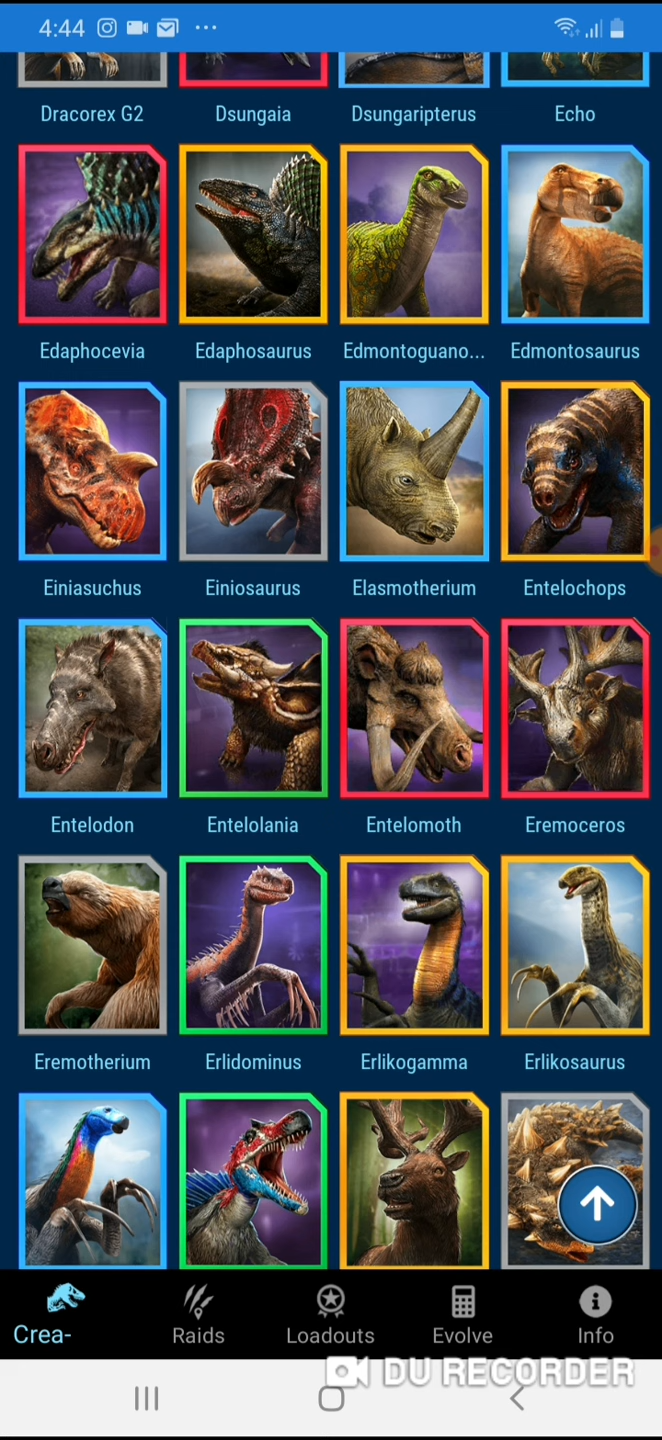 4:44
Dracorex G2
Dsungaia
Dsungaripterus
Echo
Edaphocevia
Edaphosaurus
Edmontoguano...
Edmontosaurus
Einiasuchus
Einiosaurus
Elasmotherium
Entelochops
Entelodon
Entelolania
Entelomoth
Eremoceros
Eremotherium
Erlidominus
Erlikogamma
Erlikosaurus
Crea-
Raids
Loadouts
Evolve
Info
DU RECORDER